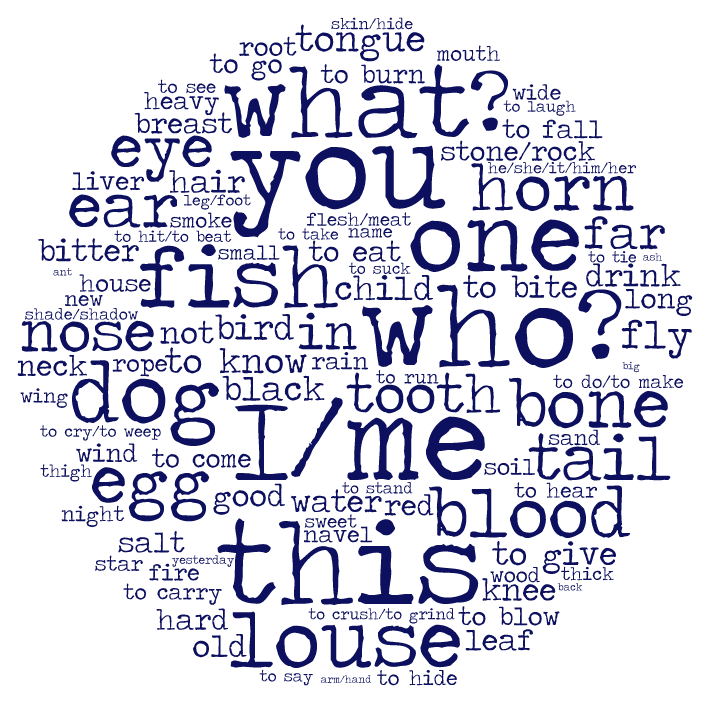 skin/hide
root
tongue
mouth
to go
to burn
to see
what?
wide
heavy
to laugh
breast
to fall
eye
you
stone/rock
he/she/it/him/her
liver
hair
horn
leg/foot
ear
smoke
flesh/meat
one
far
to hit/to beat
to take
name
bitter
small
to eat
to tie
ash
ant
fish
to suck
drink
house
child
to bite
new
long
shade/shadow
nose
not
bird
in
who?
fly
neck
rope
to know
rain
big
wing
dog
black
to run
tooth
to do/to make
bone
to cry/to weep
I/me
sand
wind
to come
soil
tail
thigh
egg
good
to stand
to hear
night
water
red
blood
sweet
navel
salt
this
to give
star
yesterday
fire
wood
thick
to carry
knee
back
hard
to crush/to grind
to blow
old
louse
leaf
to say
arm/hand
to hide